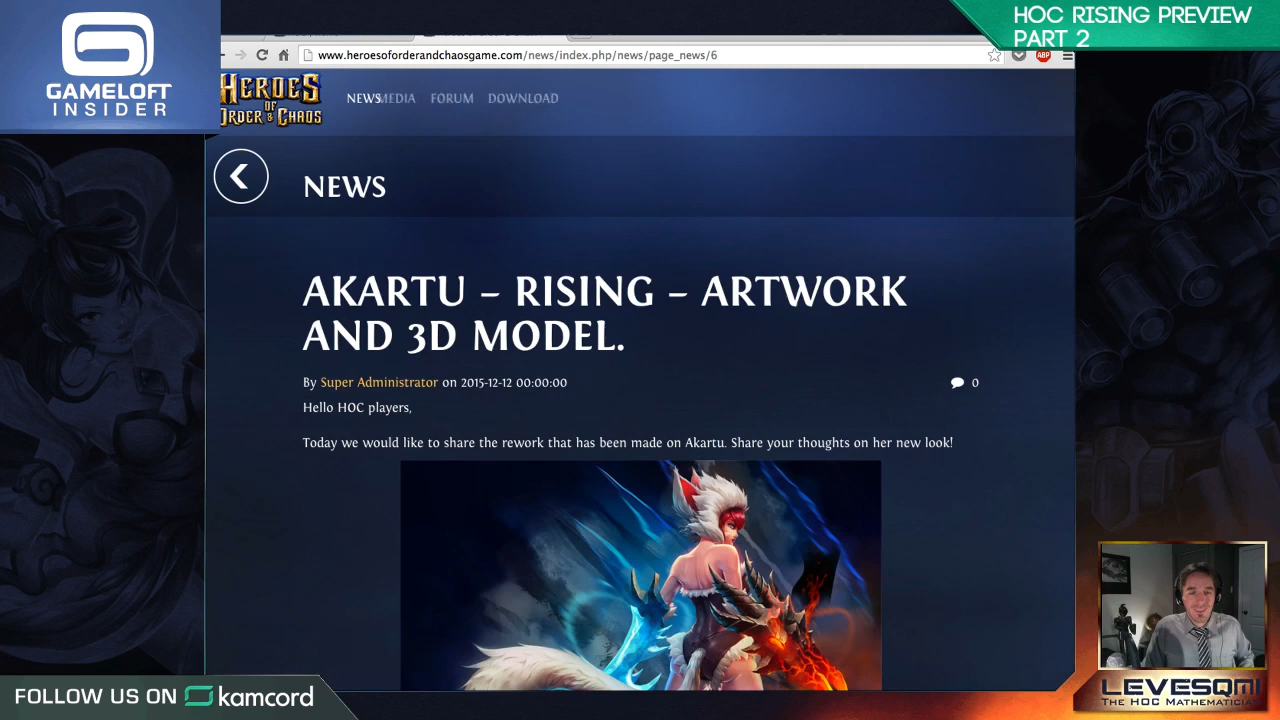 GAMELOFT
INSIDER
HOC RISING PREVIEW
PART 2
www.heroesoforderandchaosgame.com/news/index.php/news/page_news/6
ABP
HEROES
OF
ORDER & CHAOS
NEWS
MEDIA
FORUM
DOWNLOAD
NEWS
AKARTU – RISING – ARTWORK
AND 3D MODEL.
By Super Administrator on 2015-12-12 00:00:00
0
Hello HOC players,
Today we would like to share the rework that has been made on Akartu. Share your thoughts on her new look!
FOLLOW US ON kamcord
LEVESQMI
THE HOC MATHEMATICIAN